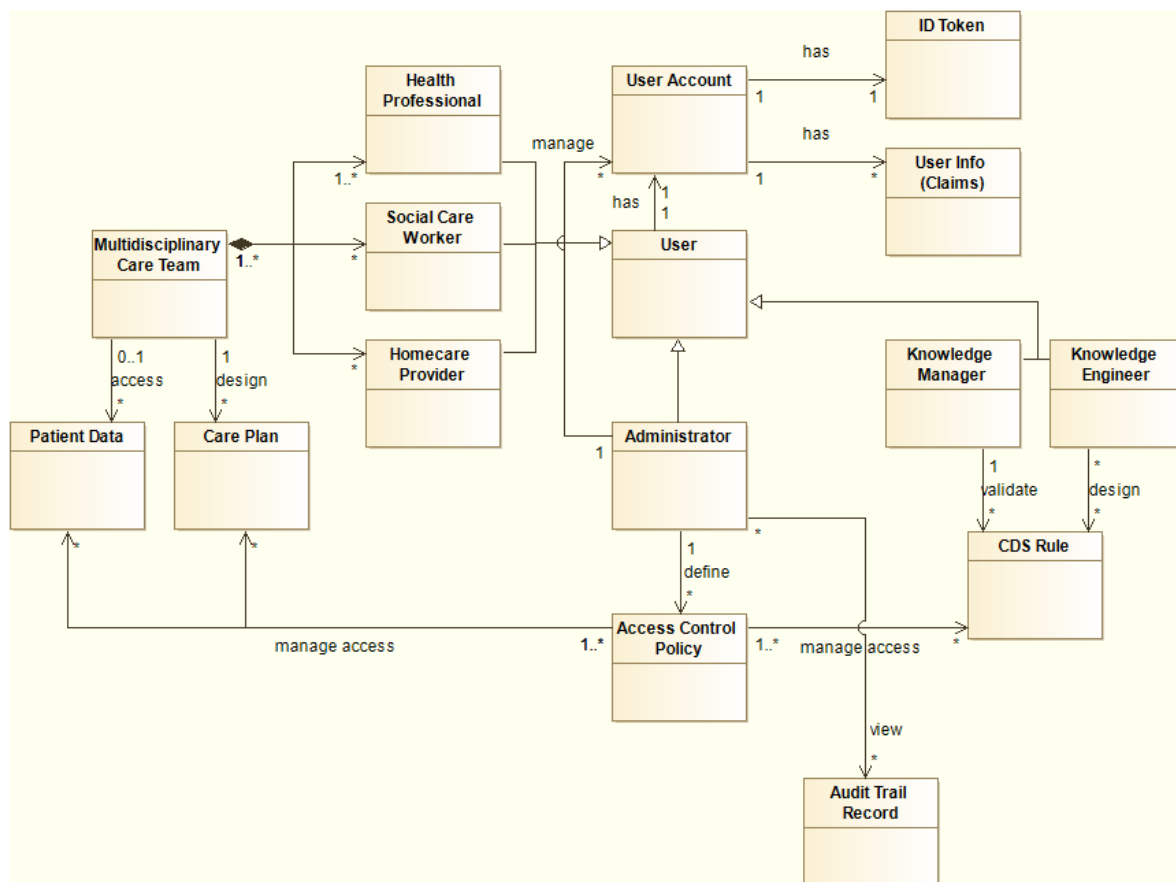 ID Token
has
Health
Professional
User Account
1
1
manage
has
1..*
*
1
*
User Info
(Claims)
has
1
1
Social Care
Worker
User
Multidisciplinary
Care Team
1..*
*
Homecare
Provider
Knowledge
Manager
Knowledge
Engineer
0..1
access
*
1
design
*
*
Patient Data
Care Plan
Administrator
1
1
validate
*
*
design
*
*
*
*
1
define
*
CDS Rule
manage access
1..*
Access Control
Policy
1..*
manage access
*
view
*
Audit Trail
Record